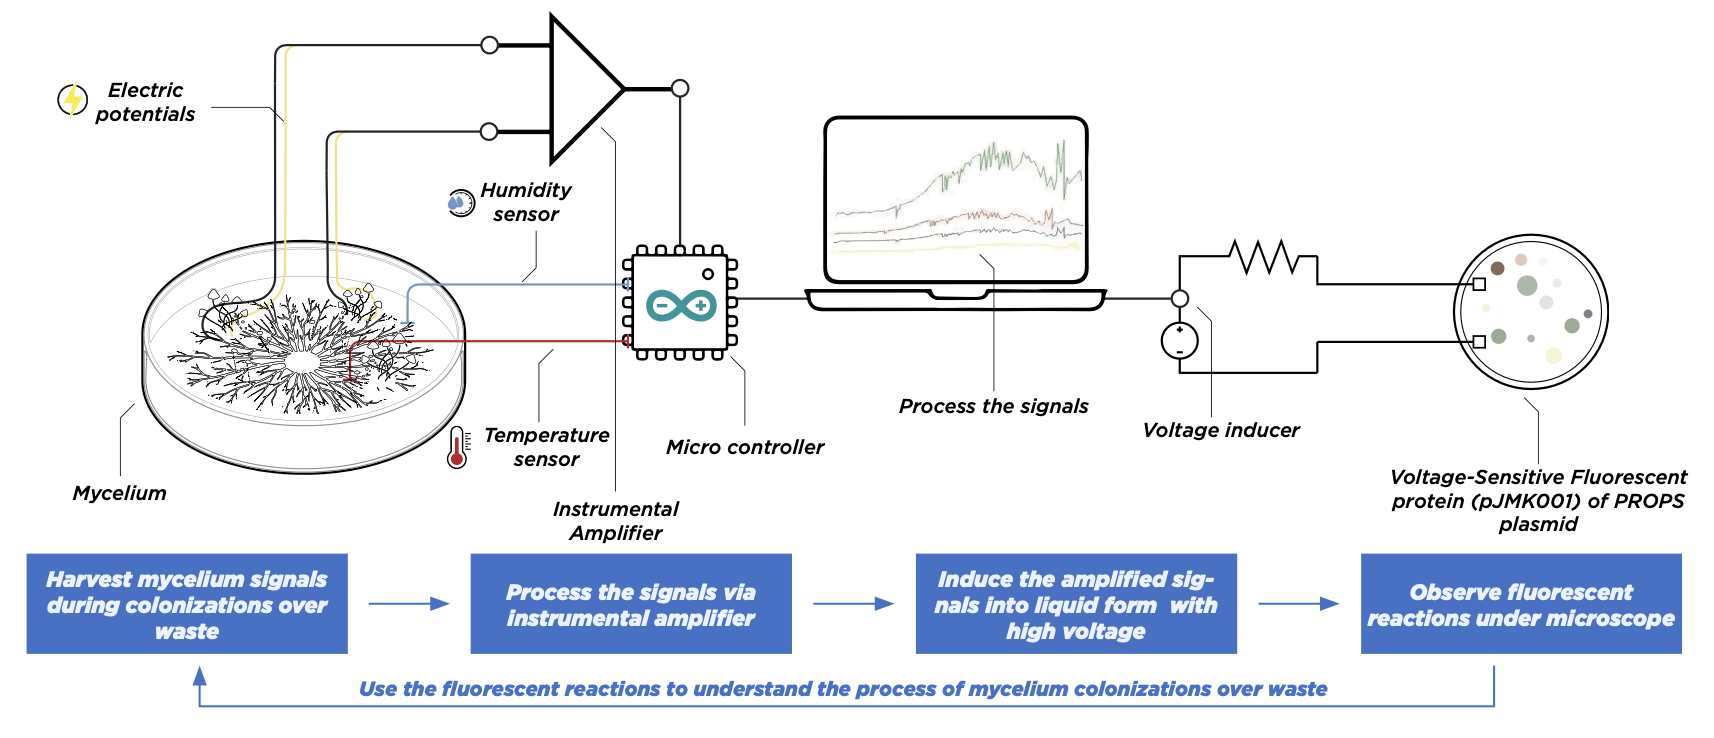 Electric
potentials
Humidity
sensor
Process the signals
Temperature
sensor
Micro controller
Voltage inducer
Mycelium
Instrumental
Amplifier
Voltage-Sensitive Fluorescent
protein (pJMK001) of PROPS
plasmid
Harvest mycelium signals
during colonizations over
waste
Process the signals via
instrumental amplifier
Induce the amplified sig-
nals into liquid form with
high voltage
Observe fluorescent
reactions under microscope
Use the fluorescent reactions to understand the process of mycelium colonizations over waste